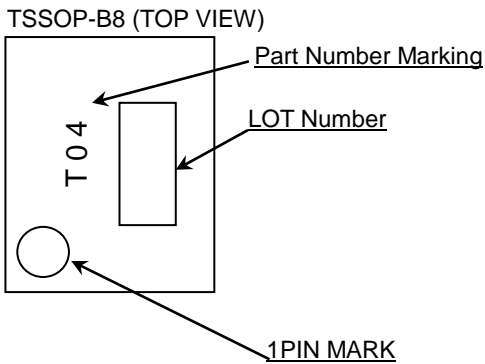 TSSOP-B8 (TOP VIEW)
Part Number Marking
T04
LOT Number
1PIN MARK